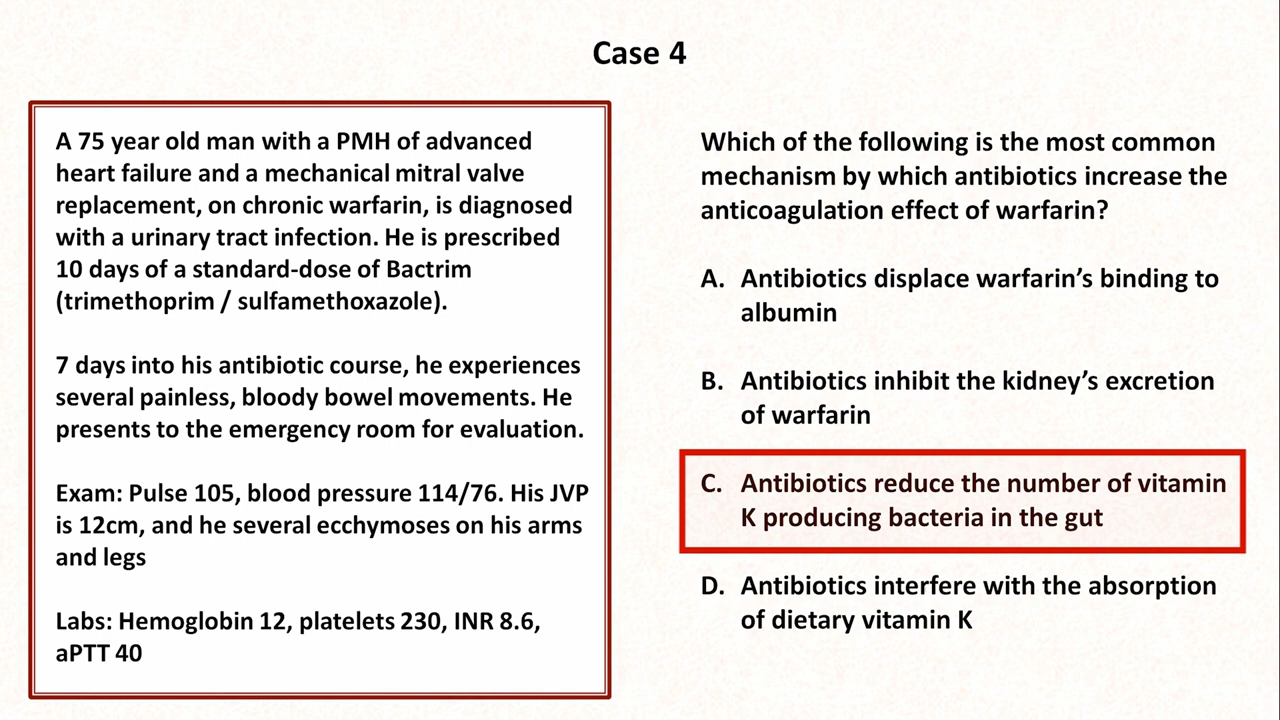 Case 4
A 75 year old man with a PMH of advanced
heart failure and a mechanical mitral valve
replacement, on chronic warfarin, is diagnosed
with a urinary tract infection. He is prescribed
10 days of a standard-dose of Bactrim
(trimethoprim / sulfamethoxazole).
7 days into his antibiotic course, he experiences
several painless, bloody bowel movements. He
presents to the emergency room for evaluation.
Exam: Pulse 105, blood pressure 114/76. His JVP
is 12cm, and he several ecchymoses on his arms
and legs
Labs: Hemoglobin 12, platelets 230, INR 8.6,
aPTT 40
Which of the following is the most common
mechanism by which antibiotics increase the
anticoagulation effect of warfarin?
A. Antibiotics displace warfarin’s binding to
albumin
B. Antibiotics inhibit the kidney’s excretion
of warfarin
C. Antibiotics reduce the number of vitamin
K producing bacteria in the gut
D. Antibiotics interfere with the absorption
of dietary vitamin K